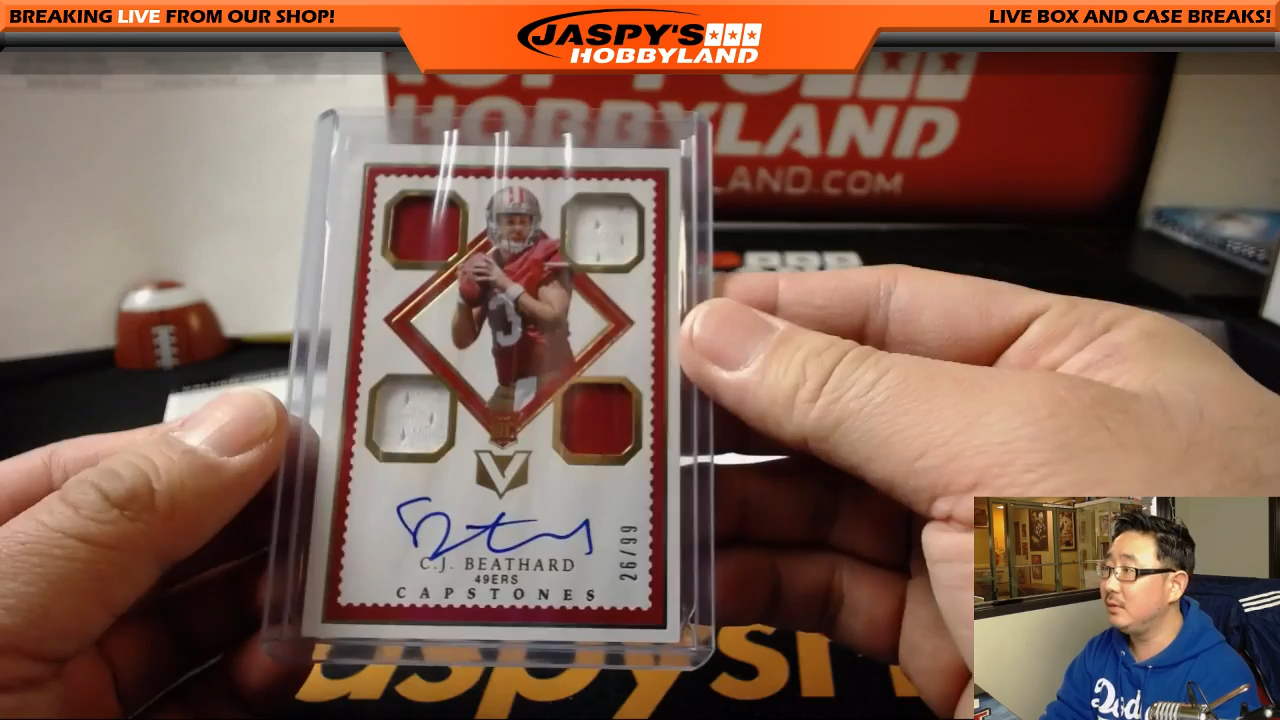 BREAKING LIVE FROM OUR SHOP!
JASPY'S
HOBBYLAND
LIVE BOX AND CASE BREAKS!
HOBBYLAND
LAND.COM
3
V
C.J. BEATHARD
49ERS
CAPSTONES
26/99